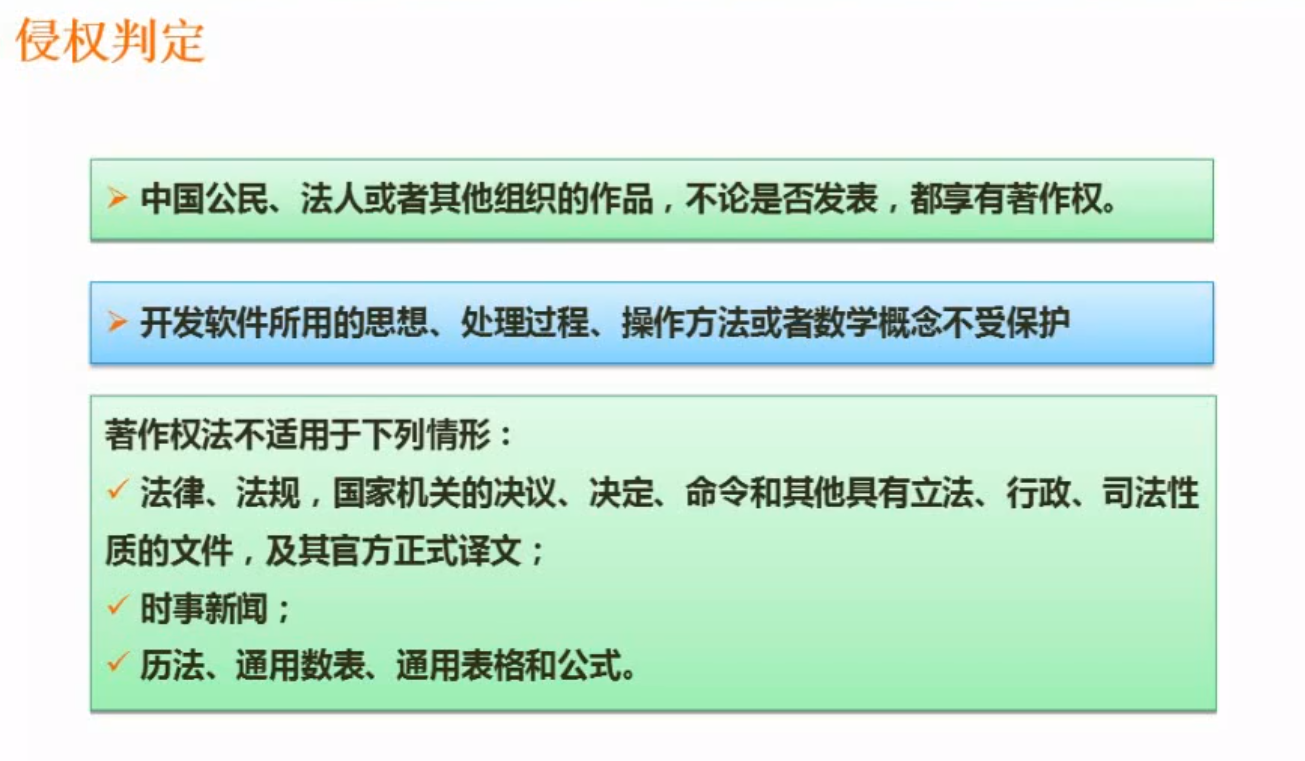 侵权判定
中国公民、法人或者其他组织的作品，不论是否发表，都享有著作权。
开发软件所用的思想、处理过程、操作方法或者数学概念不受保护
著作权法不适用于下列情形：
✓ 法律、法规，国家机关的决议、决定、命令和其他具有立法、行政、司法性
质的文件，及其官方正式译文；
✓ 时事新闻；
✓ 历法、通用数表、通用表格和公式。